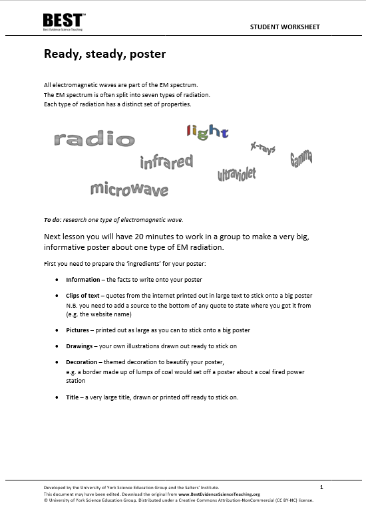 BEST™
Best Evidence Science Teaching
STUDENT WORKSHEET
Ready, steady, poster
All electromagnetic waves are part of the EM spectrum.
The EM spectrum is often split into seven types of radiation.
Each type of radiation has a distinct set of properties.
radio
light
X-rays
infrared
Gamma
ultraviolet
microwave
To do: research one type of electromagnetic wave.
Next lesson you will have 20 minutes to work in a group to make a very big,
informative poster about one type of EM radiation.
First you need to prepare the 'ingredients' for your poster:
• Information – the facts to write onto your poster
• Clips of text – quotes from the internet printed out in large text to stick onto a big poster
N.B. you need to add a source to the bottom of any quote to state where you got it from
(e.g. the website name)
• Pictures – printed out as large as you can to stick onto a big poster
• Drawings – your own illustrations drawn out ready to stick on
• Decoration – themed decoration to beautify your poster,
e.g. a border made up of lumps of coal would set off a poster about a coal fired power
station
• Title – a very large title, drawn or printed off ready to stick on.
Developed by the University of York Science Education Group and the Salters' Institute.
1
This document may have been edited. Download the original from www.BestEvidenceScienceTeaching.org
© University of York Science Education Group. Distributed under a Creative Commons Attribution-NonCommercial (CC BY-NC) license.